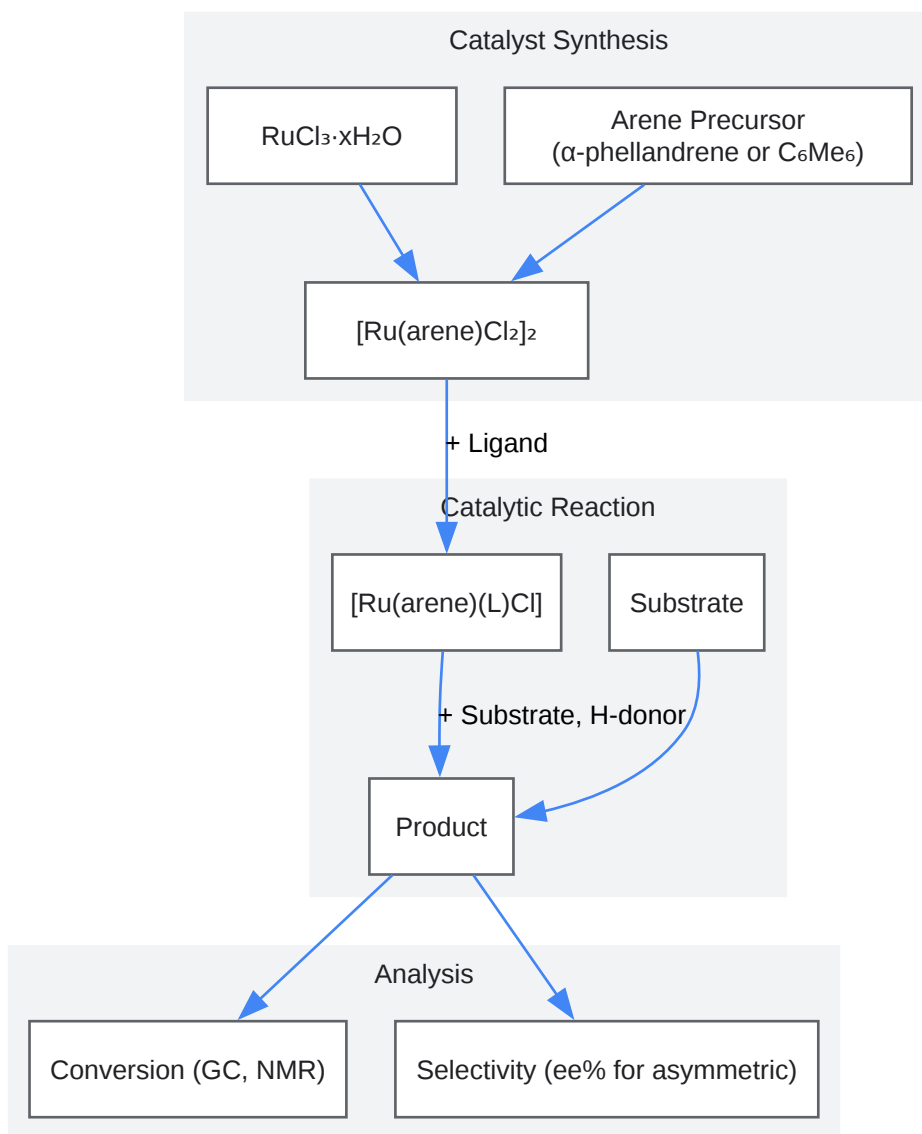 Catalyst Synthesis
RuCl₃·xH₂O
Arene Precursor
(α-phellandrene or C₆Me₆)
[Ru(arene)Cl₂]₂
+ Ligand
Catalytic Reaction
[Ru(arene)(L)Cl]
Substrate
+ Substrate, H-donor
Product
Analysis
Conversion (GC, NMR)
Selectivity (ee% for asymmetric)